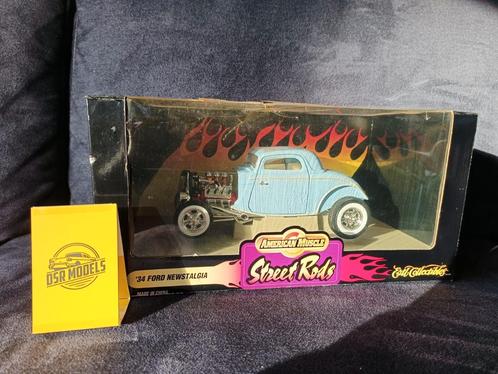 DSR MODELS
AMERICAN MUSCLE
Street Rods
'34 FORD NEWSTALGIA
MADE IN CHINA
Ertl Collectibles